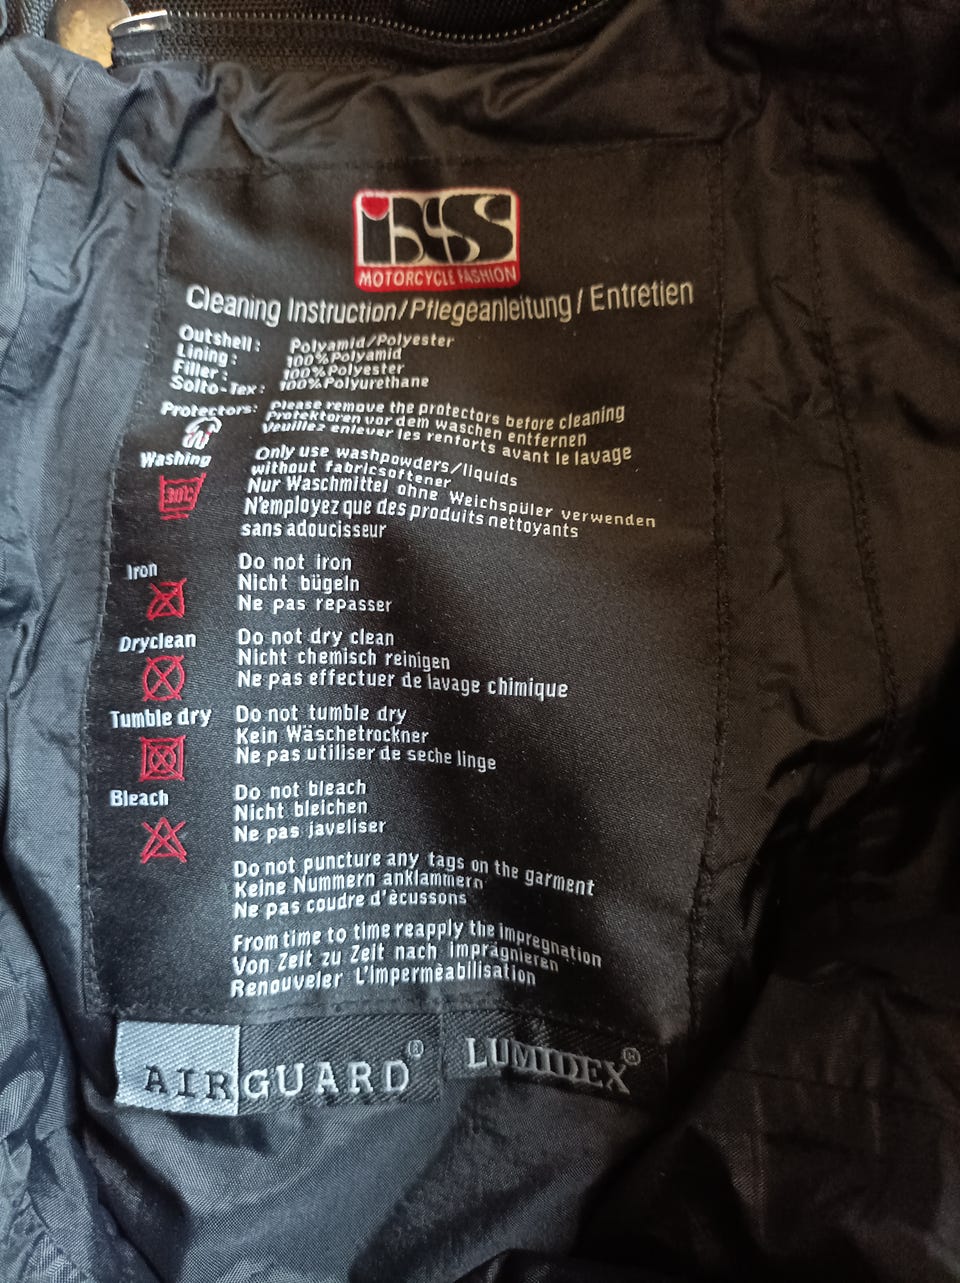 iXS
MOTORCYCLE FASHION
Cleaning Instruction/Pflegeanleitung/Entretien
Outshell: Polyamid/Polyester
Lining: 100%Polyamid
Filler: 100%Polyester
Solto-Tex: 100%Polyurethane
Protectors: Please remove the protectors before cleaning
Protektoren vor dem waschen entfernen
Veuillez enlever les renforts avant le lavage
Washing Only use washpowders/liquids
without fabricsoftener
30°C Nur Waschmittel ohne Weichspüler verwenden
N'employez que des produits nettoyants
sans adoucisseur
Iron Do not iron
Nicht bügeln
Ne pas repasser
Dryclean Do not dry clean
Nicht chemisch reinigen
Ne pas effectuer de lavage chimique
Tumble dry Do not tumble dry
Kein Wäschetrockner
Ne pas utiliser de seche linge
Bleach Do not bleach
Nicht bleichen
Ne pas javeliser
Do not puncture any tags on the garment
Keine Nummern anklammern
Ne pas coudre d'ècussons
From time to time reapply the impregnation
Von Zeit zu Zeit nach imprägnieren
Renouveler L'impermèabilisation
AIRGUARD® LUMIDEX®